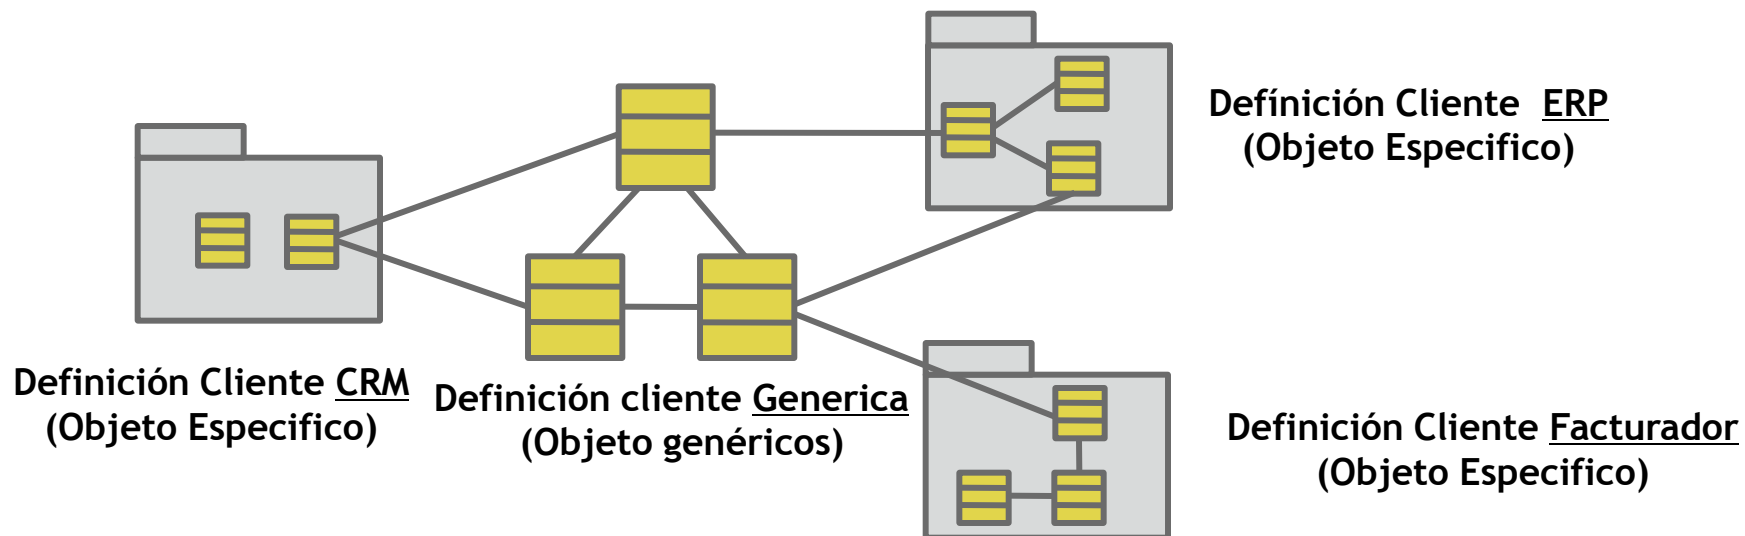 Defínición Cliente ERP
(Objeto Especifico)
Definición Cliente CRM
(Objeto Especifico)
Definición cliente Generica
(Objeto genéricos)
Definición Cliente Facturador
(Objeto Especifico)